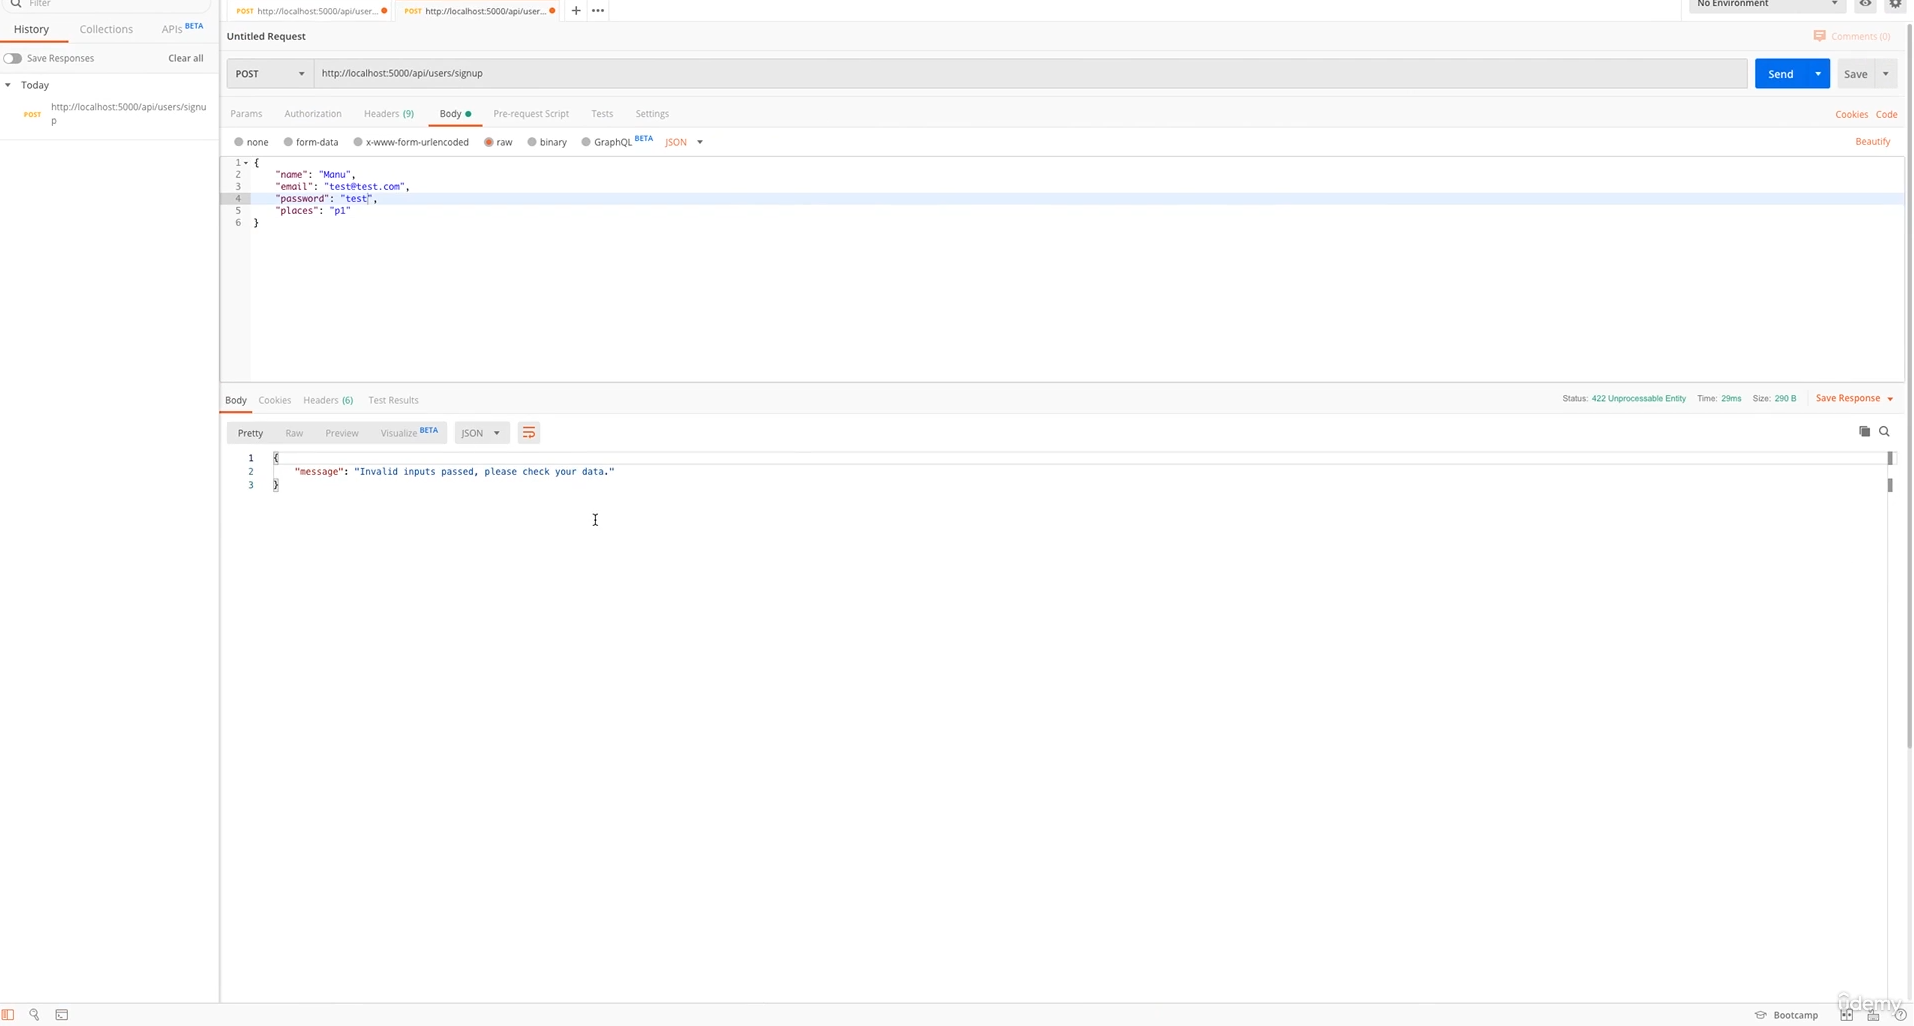 Filter
POST http://localhost:5000/api/user... POST http://localhost:5000/api/user... + •••
No Environment
History Collections APIs BETA
Untitled Request
Comments (0)
Save Responses Clear all
POST http://localhost:5000/api/users/signup Send Save
Today
POST http://localhost:5000/api/users/signu
p
Params Authorization Headers (9) Body Pre-request Script Tests Settings Cookies Code
none form-data x-www-form-urlencoded raw binary GraphQL BETA JSON Beautify
1 {
2 "name": "Manu",
3 "email": "test@test.com",
4 "password": "test",
5 "places": "p1"
6 }
Body Cookies Headers (6) Test Results Status: 422 Unprocessable Entity Time: 29ms Size: 290 B Save Response
Pretty Raw Preview Visualize BETA JSON
1 {
2 "message": "Invalid inputs passed, please check your data."
3 }
Bootcamp
ûdemy